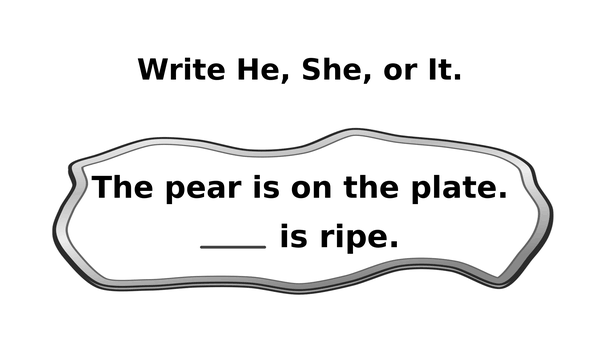 Write He, She, or It.
The pear is on the plate.
____ is ripe.